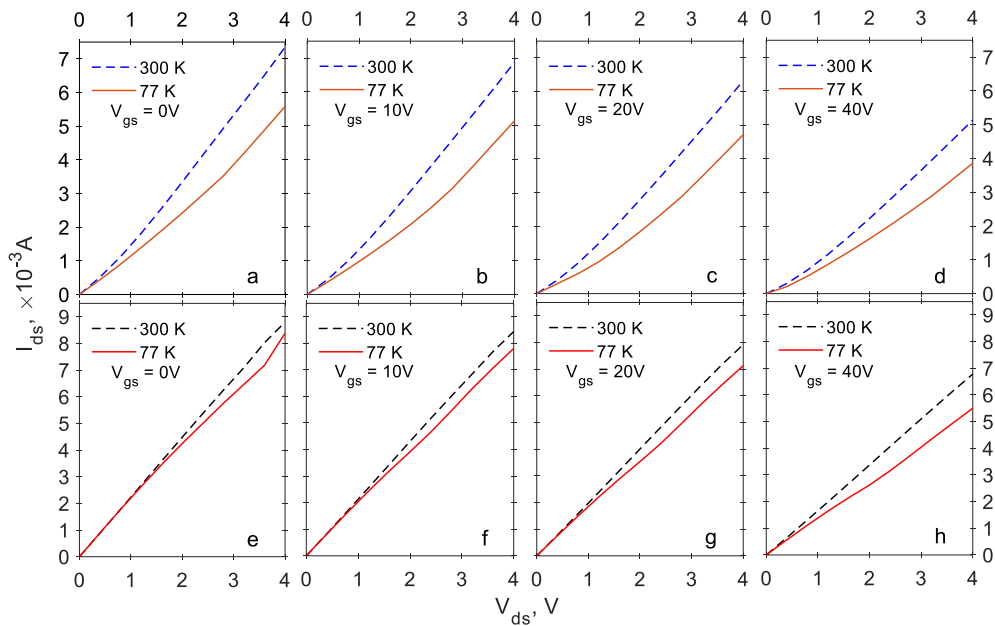 0 1 2 3 4 0 1 2 3 4 0 1 2 3 4 0 1 2 3 4
I_ds, ×10^-3 A
7
6
5
4
3
2
1
0
300 K
77 K
V_gs = 0V
a
300 K
77 K
V_gs = 10V
b
300 K
77 K
V_gs = 20V
c
300 K
77 K
V_gs = 40V
d
7
6
5
4
3
2
1
0
9
8
7
6
5
4
3
2
1
0
300 K
77 K
V_gs = 0V
e
300 K
77 K
V_gs = 10V
f
300 K
77 K
V_gs = 20V
g
300 K
77 K
V_gs = 40V
h
9
8
7
6
5
4
3
2
1
0
0 1 2 3 4 0 1 2 3 4 0 1 2 3 4 0 1 2 3 4
V_ds, V